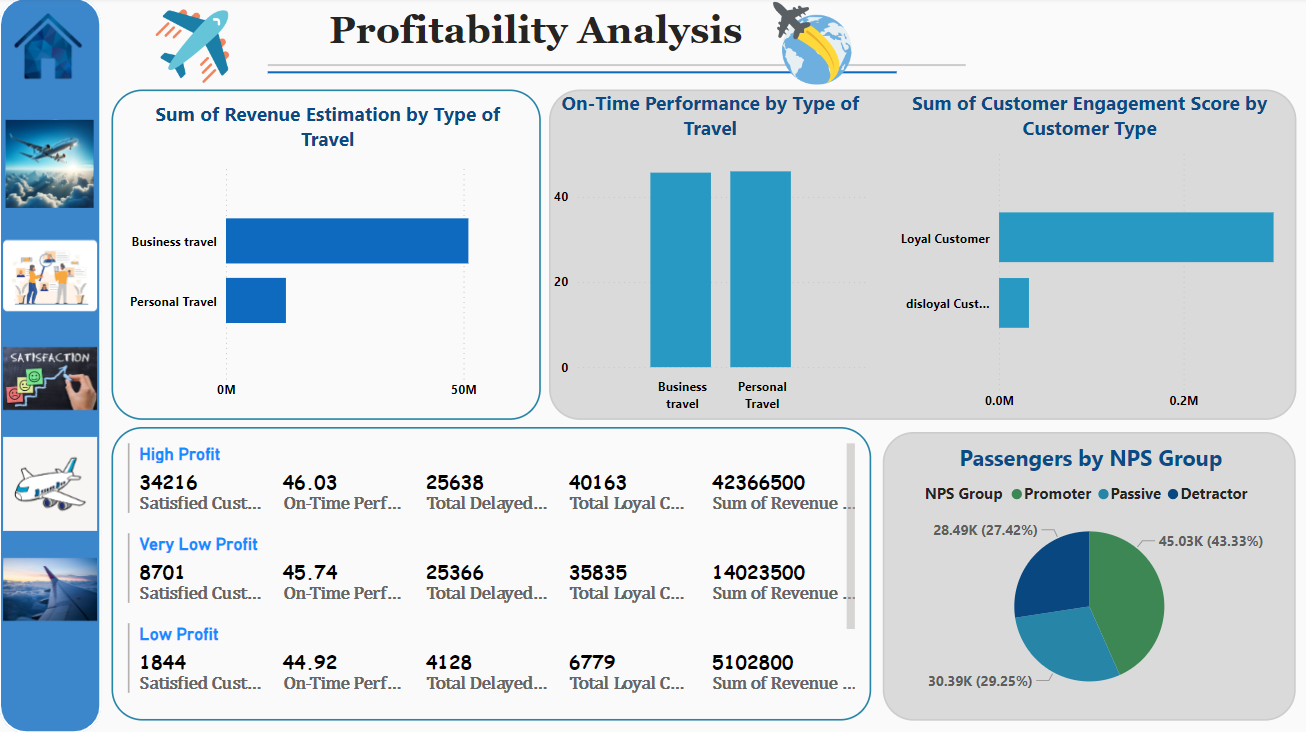 Profitability Analysis
Sum of Revenue Estimation by Type of
Travel
Business travel
Personal Travel
0M
50M
On-Time Performance by Type of
Travel
40
20
0
Business
travel
Personal
Travel
Sum of Customer Engagement Score by
Customer Type
Loyal Customer
disloyal Cust...
0.0M
0.2M
SATISFACTION
High Profit
34216 46.03 25638 40163 42366500
Satisfied Cust... On-Time Perf... Total Delayed... Total Loyal C... Sum of Revenue ...
Very Low Profit
8701 45.74 25366 35835 14023500
Satisfied Cust... On-Time Perf... Total Delayed... Total Loyal C... Sum of Revenue ...
Low Profit
1844 44.92 4128 6779 5102800
Satisfied Cust... On-Time Perf... Total Delayed... Total Loyal C... Sum of Revenue ...
Passengers by NPS Group
NPS Group Promoter Passive Detractor
28.49K (27.42%)
45.03K (43.33%)
30.39K (29.25%)